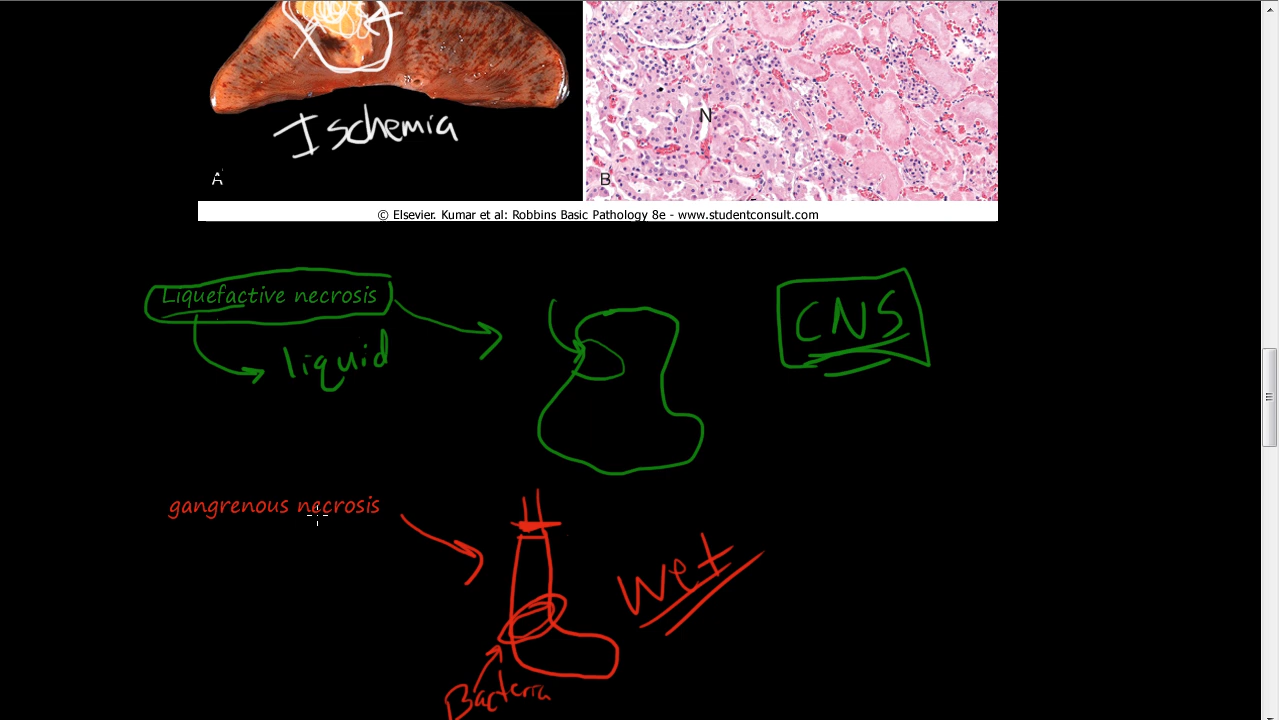 Ischemia
A
N
B
© Elsevier. Kumar et al: Robbins Basic Pathology 8e - www.studentconsult.com
Liquefactive necrosis
liquid
CNS
gangrenous necrosis
Wet
Bacteria